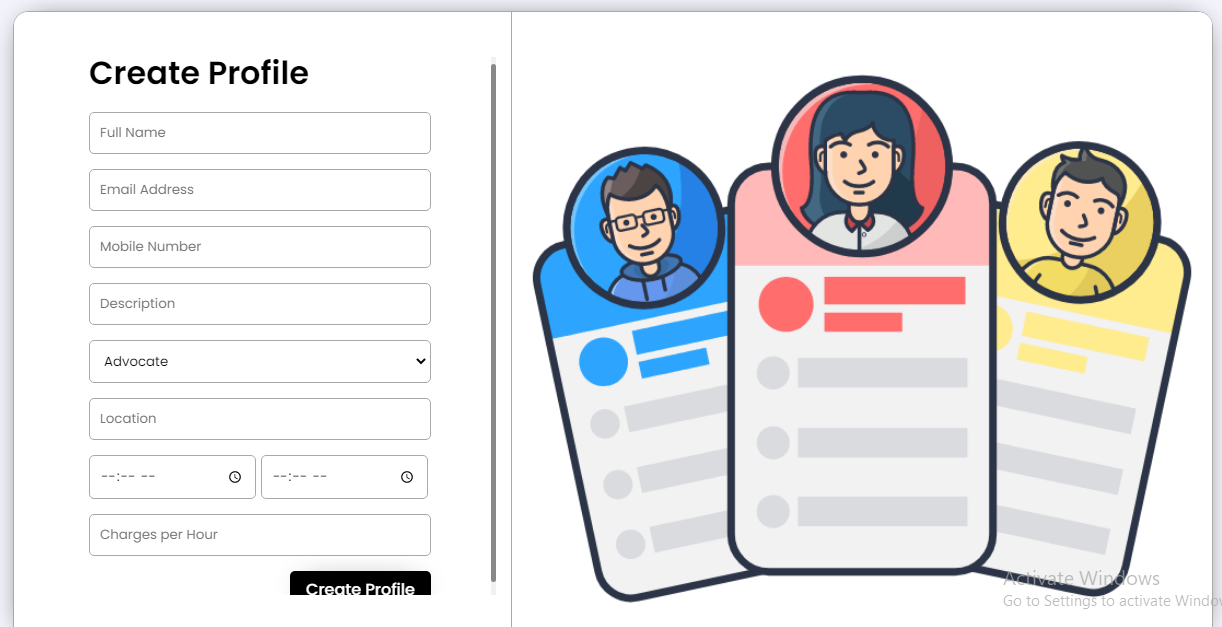 Create Profile
Full Name
Email Address
Mobile Number
Description
Advocate
Location
--:-- -- --:-- --
Charges per Hour
Create Profile
Activate Windows
Go to Settings to activate Windo